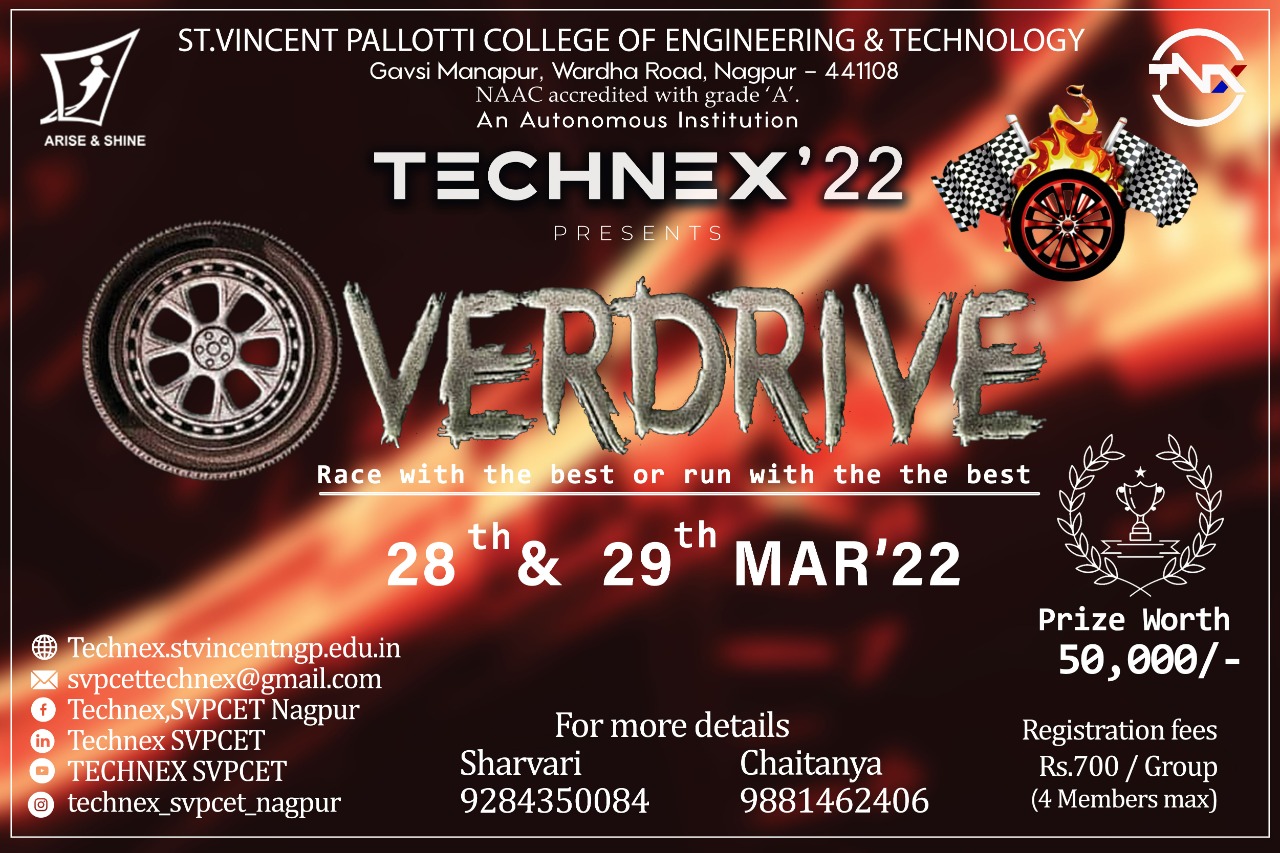 ST.VINCENT PALLOTTI COLLEGE OF ENGINEERING & TECHNOLOGY
Gavsi Manapur, Wardha Road, Nagpur – 441108
NAAC accredited with grade ‘A’.
An Autonomous Institution
ARISE & SHINE
TNX
TECHNEX’22
PRESENTS
OVERDRIVE
Race with the best or run with the the best
28th & 29th MAR’22
Prize Worth
50,000/-
Technex.stvincentngp.edu.in
svpcettechnex@gmail.com
Technex,SVPCET Nagpur
Technex SVPCET
TECHNEX SVPCET
technex_svpcet_nagpur
For more details
Sharvari
9284350084
Chaitanya
9881462406
Registration fees
Rs.700 / Group
(4 Members max)